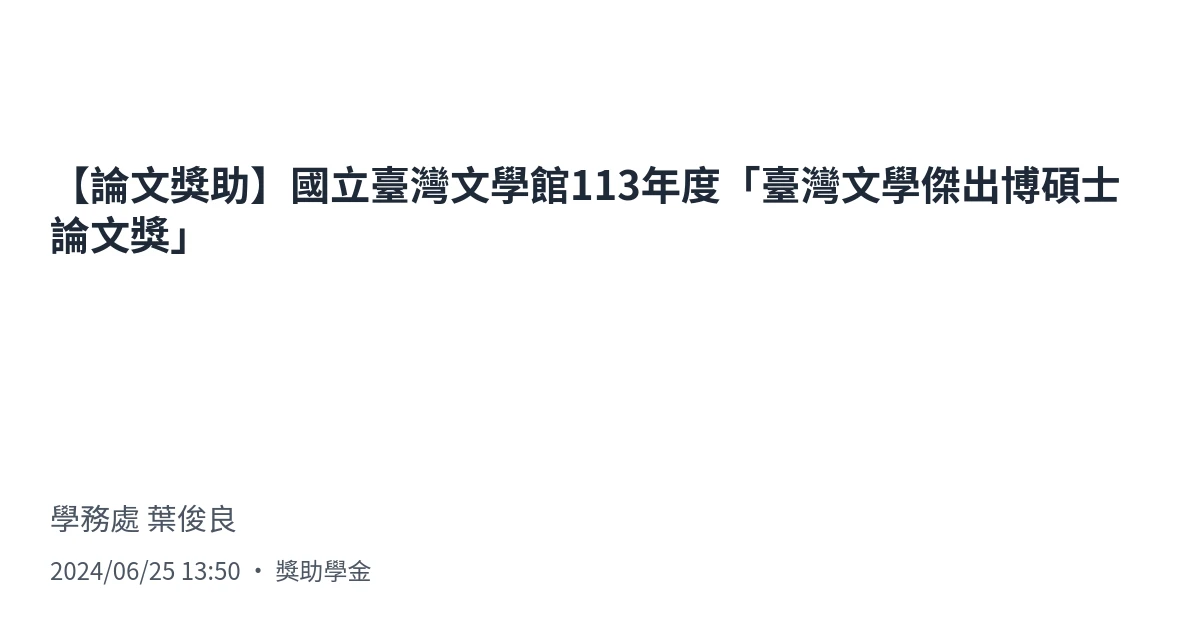 【論文獎助】國立臺灣文學館113年度「臺灣文學傑出博碩士
論文獎」
學務處 葉俊良
2024/06/25 13:50 · 獎助學金